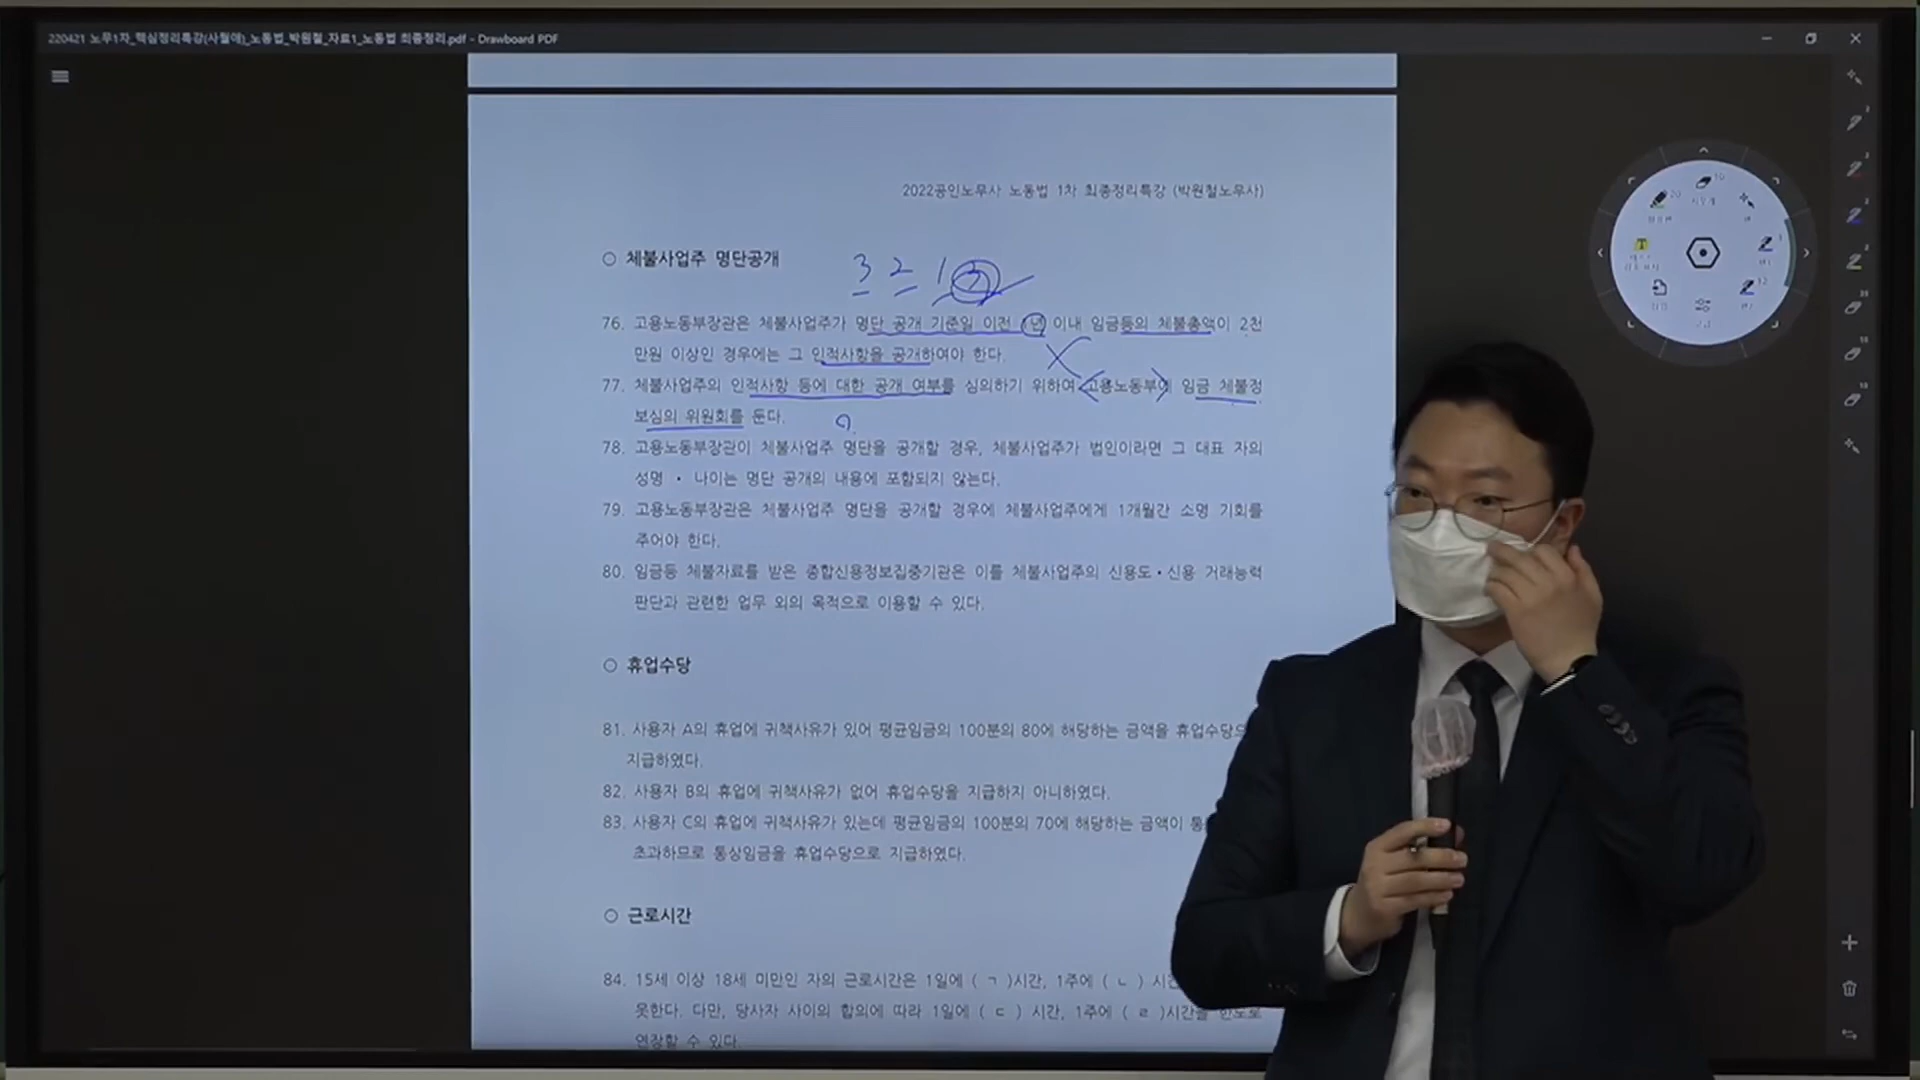 220421 노무1차_핵심정리특강(사월애)_노동법_박원철_자료1_노동법 최종정리.pdf - Drawboard PDF
2022공인노무사 노동법 1차 최종정리특강 (박원철노무사)
○ 체불사업주 명단공개
3 2 1
76. 고용노동부장관은 체불사업주가 명단 공개 기준일 이전 1년 이내 임금등의 체불총액이 2천
만원 이상인 경우에는 그 인적사항을 공개하여야 한다.
77. 체불사업주의 인적사항 등에 대한 공개 여부를 심의하기 위하여 고용노동부에 임금 체불정
보심의 위원회를 둔다.
78. 고용노동부장관이 체불사업주 명단을 공개할 경우, 체불사업주가 법인이라면 그 대표 자의
성명 · 나이는 명단 공개의 내용에 포함되지 않는다.
79. 고용노동부장관은 체불사업주 명단을 공개할 경우에 체불사업주에게 1개월간 소명 기회를
주어야 한다.
80. 임금등 체불자료를 받은 종합신용정보집중기관은 이를 체불사업주의 신용도·신용 거래능력
판단과 관련한 업무 외의 목적으로 이용할 수 있다.
○ 휴업수당
81. 사용자 A의 휴업에 귀책사유가 있어 평균임금의 100분의 80에 해당하는 금액을 휴업수당으
지급하였다.
82. 사용자 B의 휴업에 귀책사유가 없어 휴업수당을 지급하지 아니하였다.
83. 사용자 C의 휴업에 귀책사유가 있는데 평균임금의 100분의 70에 해당하는 금액이 통
초과하므로 통상임금을 휴업수당으로 지급하였다.
○ 근로시간
84. 15세 이상 18세 미만인 자의 근로시간은 1일에 ( ㄱ )시간, 1주에 ( ㄴ ) 시간
못한다. 다만, 당사자 사이의 합의에 따라 1일에 ( ㄷ ) 시간, 1주에 ( ㄹ )시간을 한도로
연장할 수 있다.